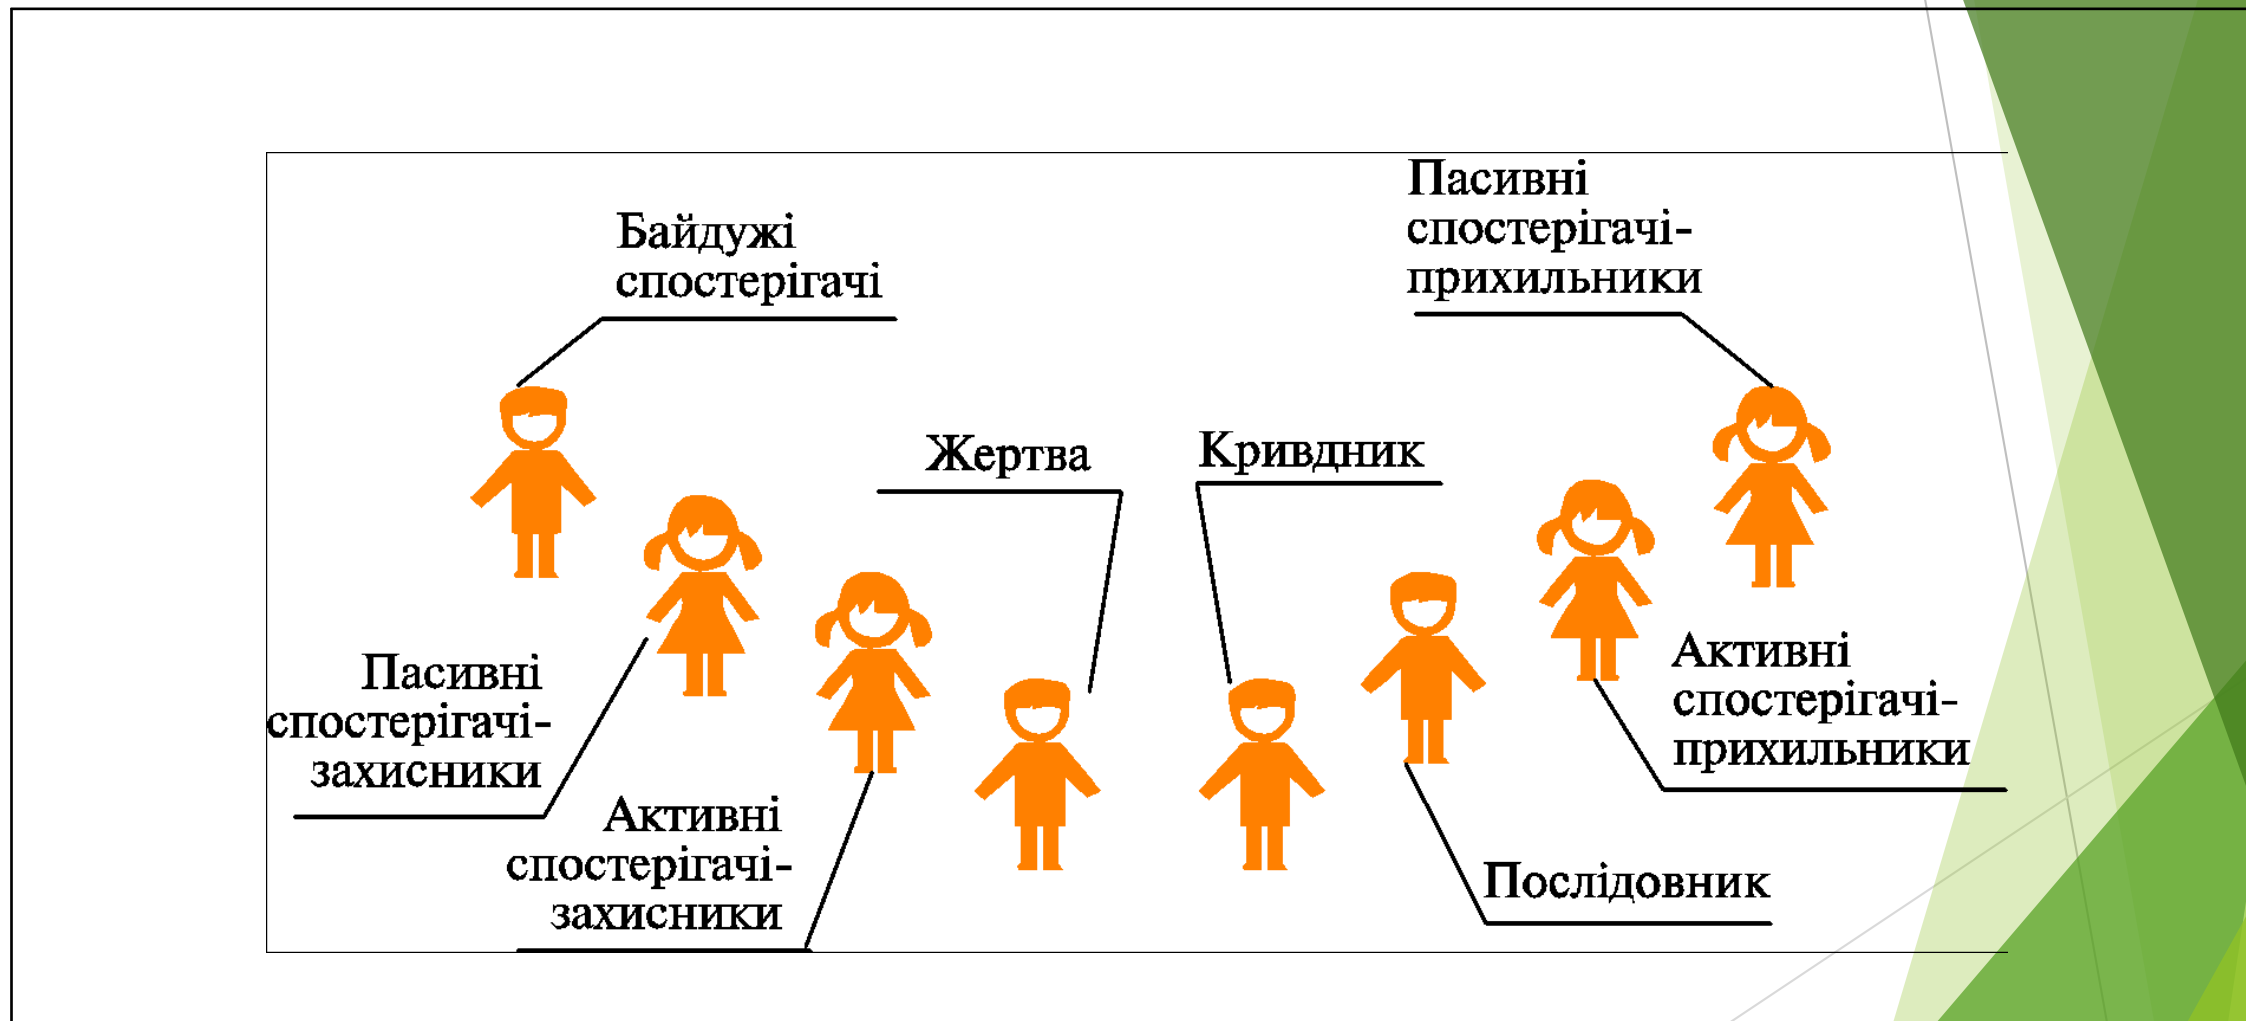 Байдужі
спостерігачі
Пасивні
спостерігачі-
прихильники
Жертва
Кривдник
Пасивні
спостерігачі-
захисники
Активні
спостерігачі-
прихильники
Активні
спостерігачі-
захисники
Послідовник